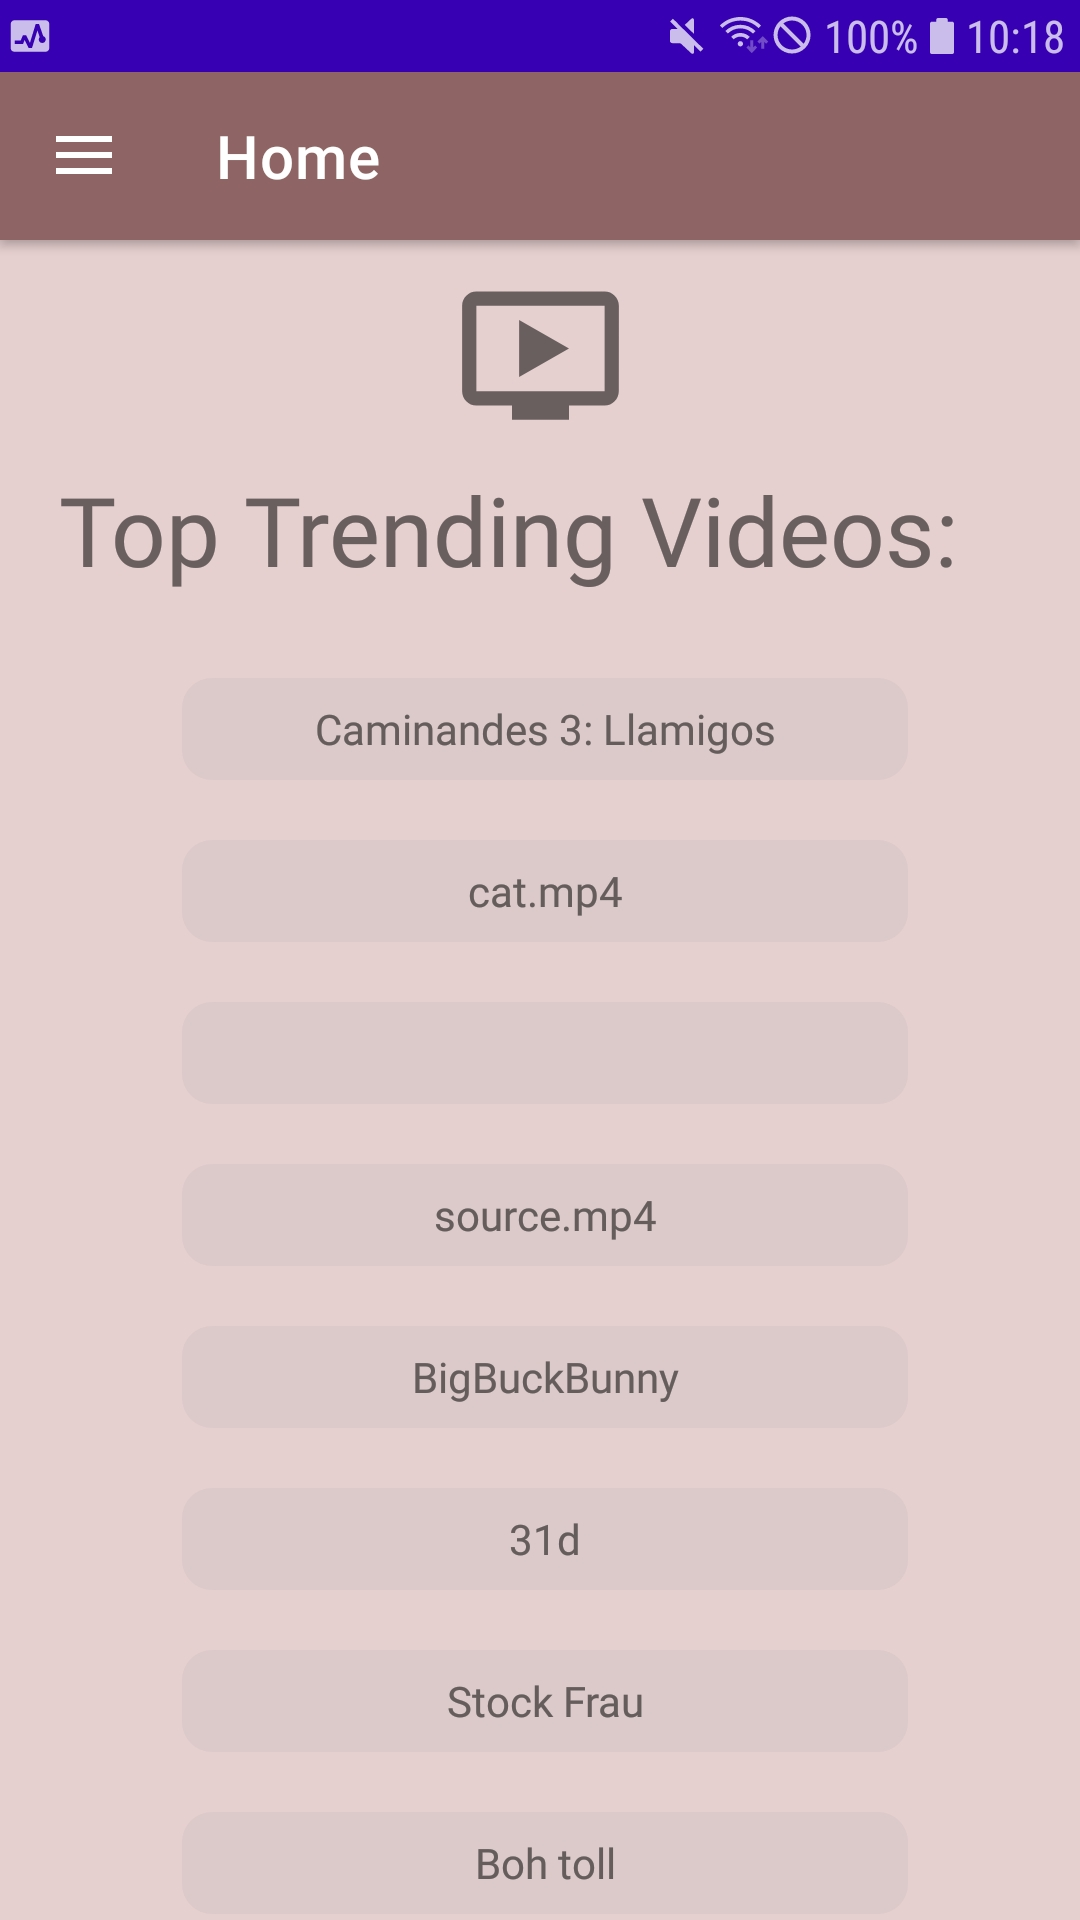 100% 10:18
Home
Top Trending Videos:
Caminandes 3: Llamigos
cat.mp4
source.mp4
BigBuckBunny
31d
Stock Frau
Boh toll